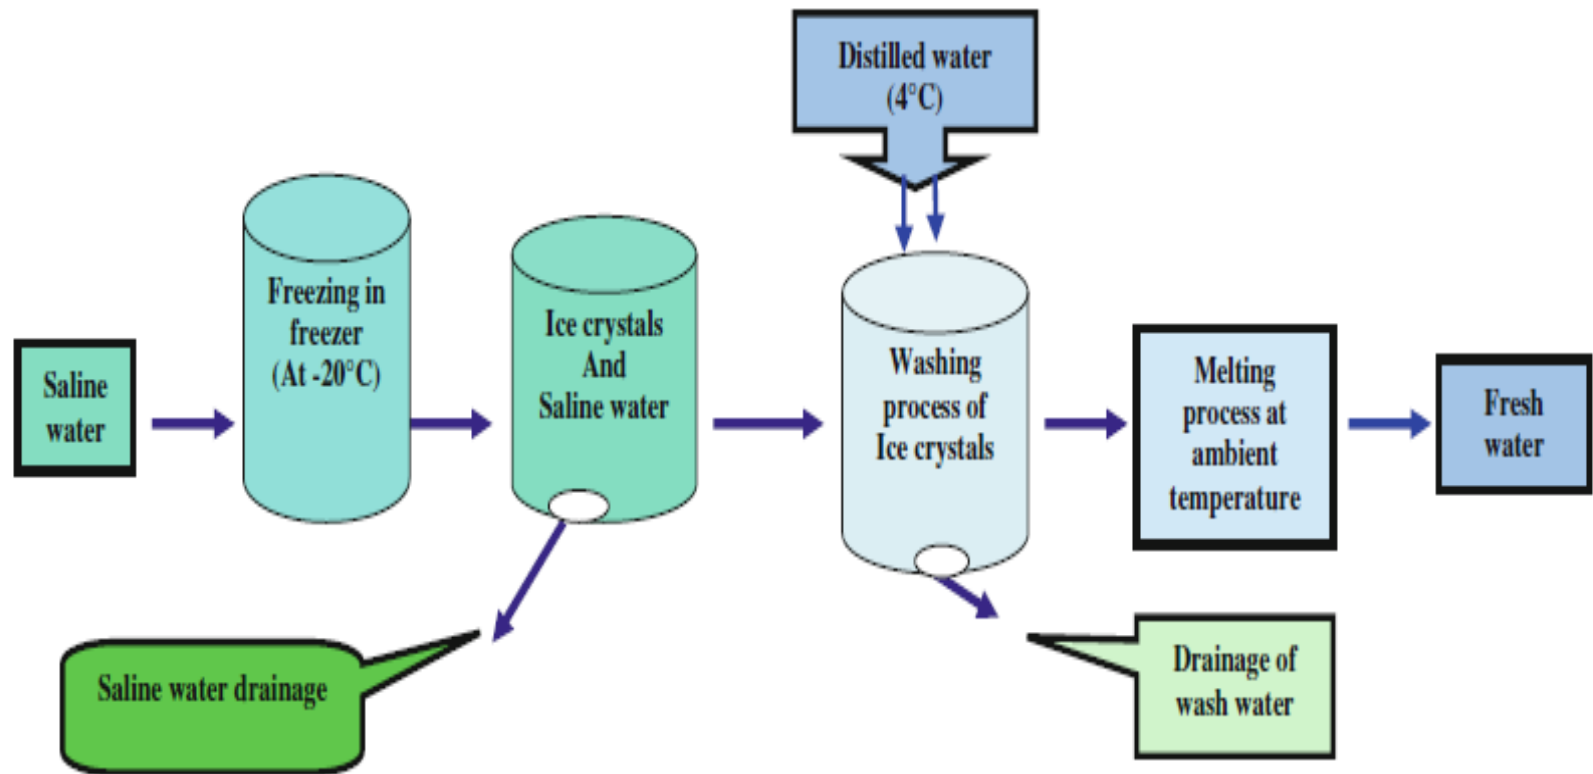 Distilled water
(4°C)
Freezing in
freezer
(At -20°C)
Ice crystals
And
Saline water
Washing
process of
Ice crystals
Melting
process at
ambient
temperature
Fresh
water
Saline
water
Saline water drainage
Drainage of
wash water